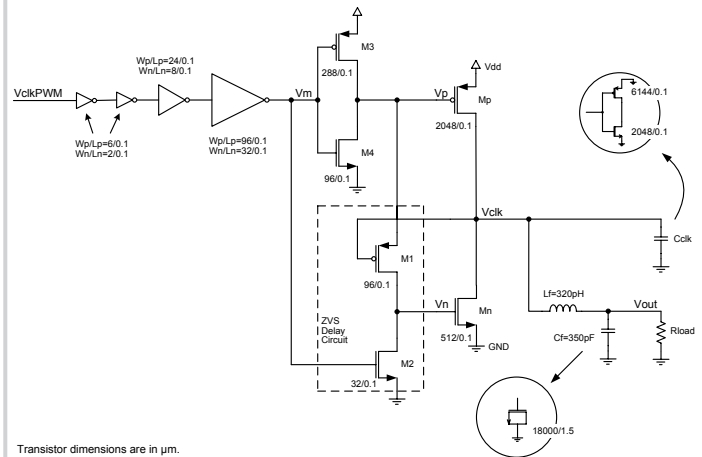 M3
Wp/Lp=24/0.1
Wn/Ln=8/0.1
Vdd
6144/0.1
288/0.1
VclkPWM
Vm
Vp
Mp
2048/0.1
2048/0.1
Wp/Lp=6/0.1
Wn/Ln=2/0.1
Wp/Lp=96/0.1
Wn/Ln=32/0.1
M4
96/0.1
Vclk
Cclk
M1
96/0.1
Lf=320pH
Vout
Vn
Mn
ZVS
Delay
Circuit
Cf=350pF
Rload
512/0.1
GND
M2
32/0.1
18000/1.5
Transistor dimensions are in µm.